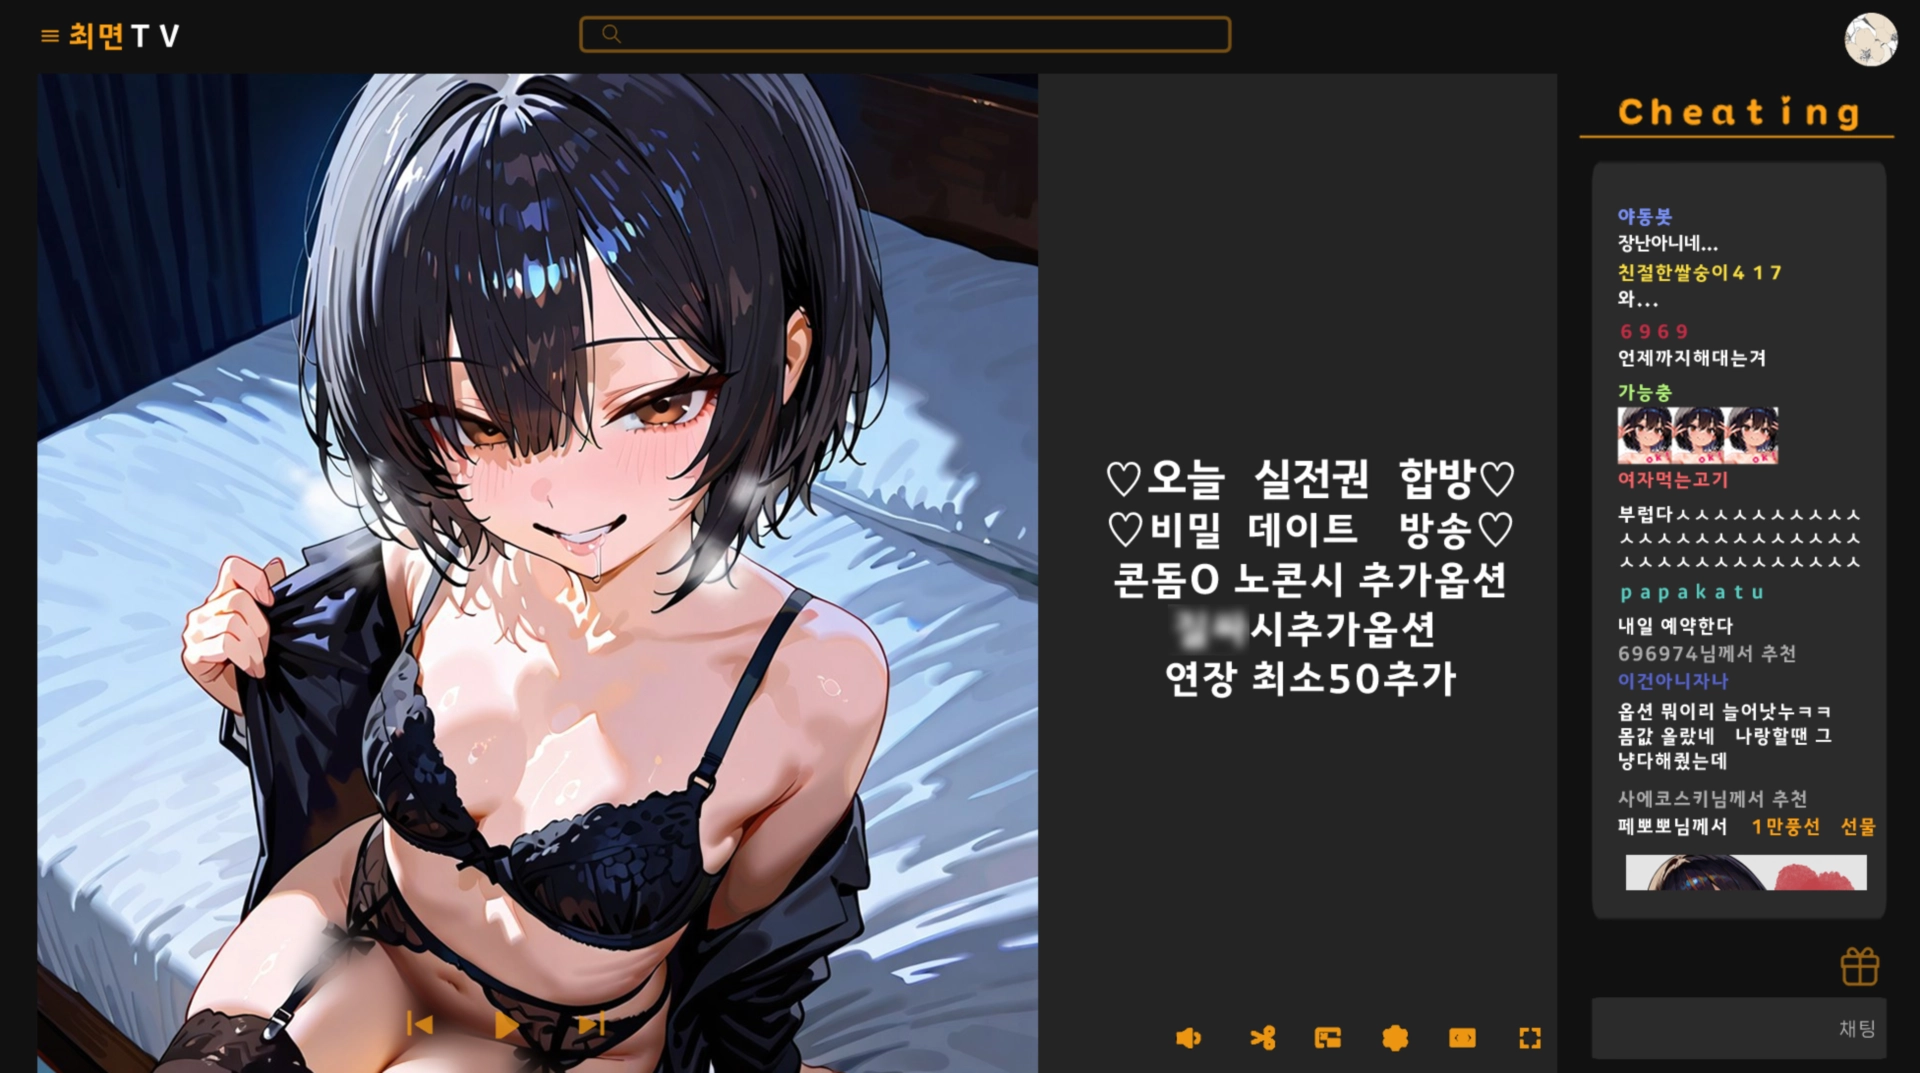 최면TV
Cheating
♡오늘 실전권 합방♡
♡비밀 데이트 방송♡
콘돔O 노콘시 추가옵션
시추가옵션
연장 최소50추가
야동봇
장난아니네...
친절한쌀숭이417
와...
6969
언제까지해대는겨
가능충
여자먹는고기
부럽다ㅅㅅㅅㅅㅅㅅㅅㅅㅅㅅ
ㅅㅅㅅㅅㅅㅅㅅㅅㅅㅅㅅㅅㅅ
ㅅㅅㅅㅅㅅㅅㅅㅅㅅㅅㅅㅅㅅ
papakatu
내일 예약한다
696974님께서 추천
이건아니자나
옵션 뭐이리 늘어낫누ㅋㅋ
몸값 올랐네 나랑할땐 그
냥다해줬는데
사에코스키님께서 추천
페뽀뽀님께서 1만풍선 선물
채팅